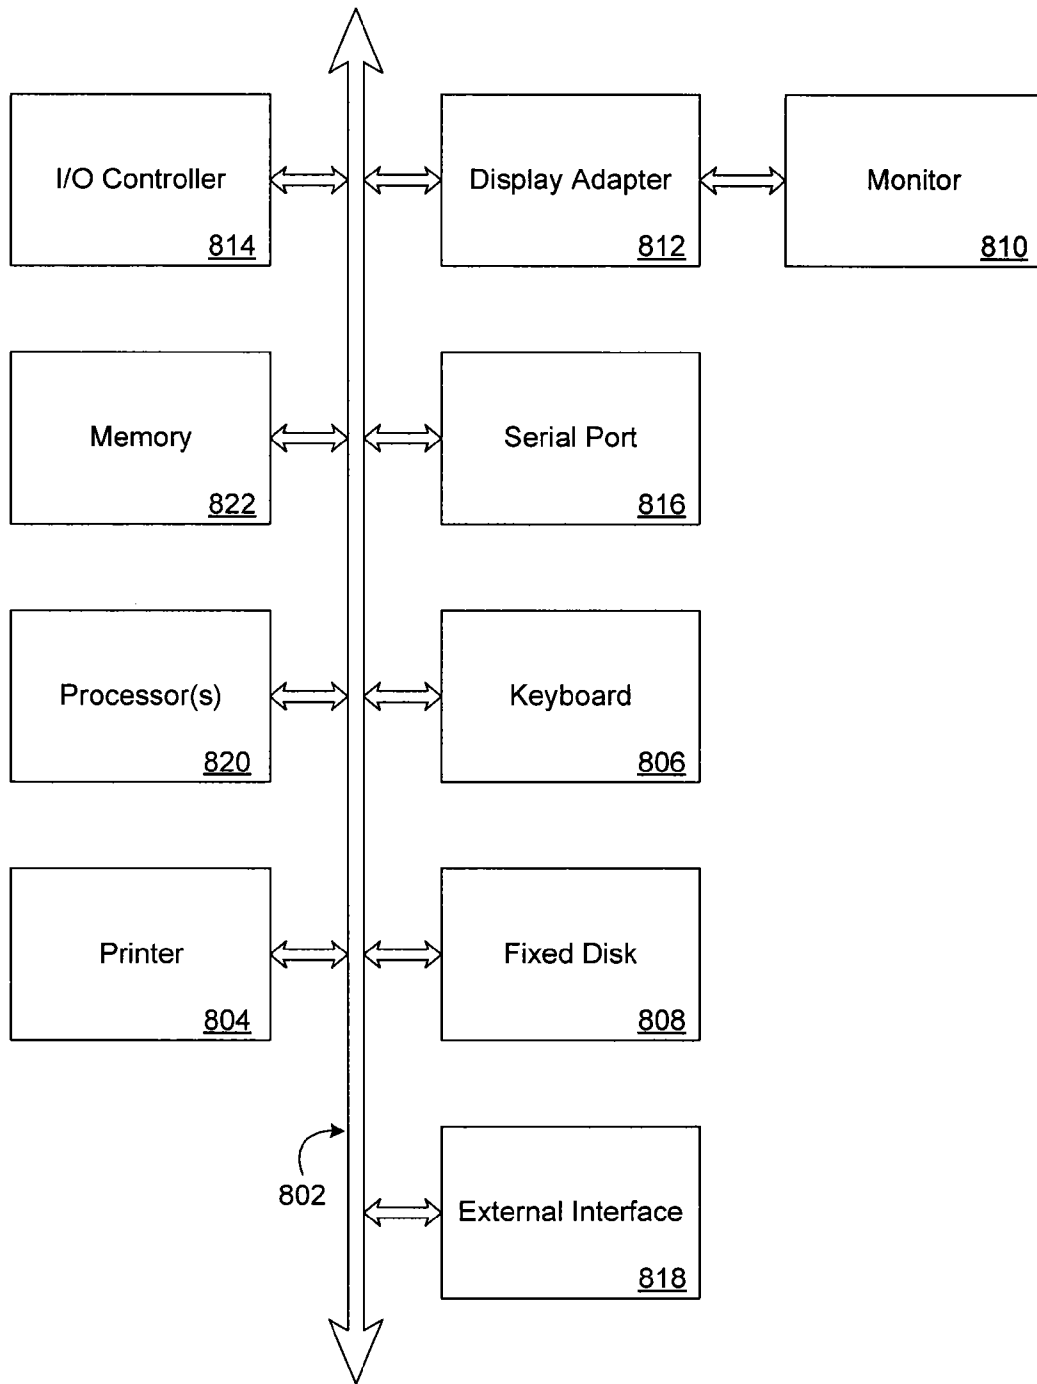 I/O Controller
814
Display Adapter
812
Monitor
810
Memory
822
Serial Port
816
Processor(s)
820
Keyboard
806
Printer
804
Fixed Disk
808
802
External Interface
818